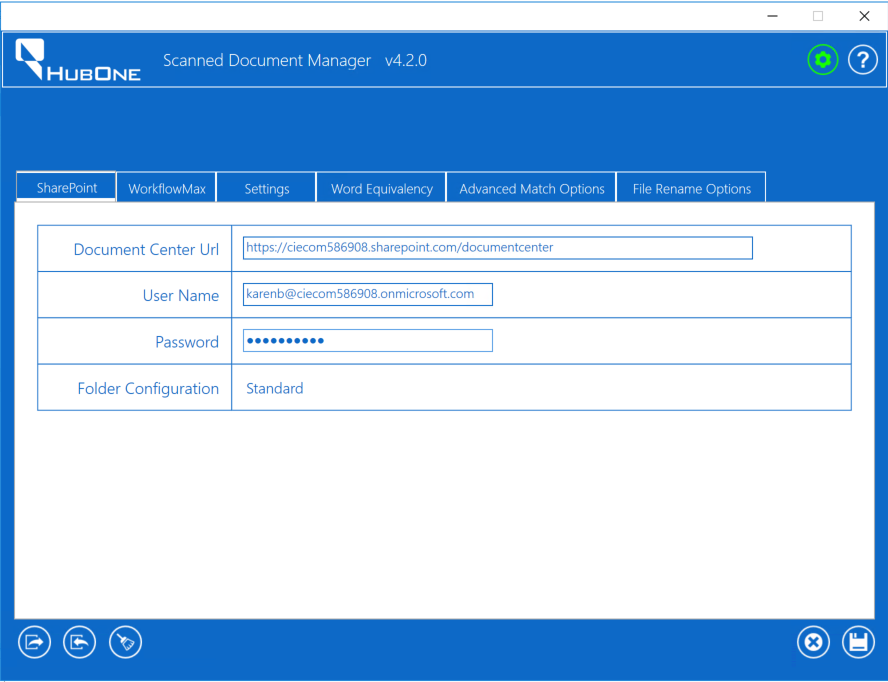 HUBONE
Scanned Document Manager v4.2.0
?
SharePoint
WorkflowMax
Settings
Word Equivalency
Advanced Match Options
File Rename Options
Document Center Url
https://ciecom586908.sharepoint.com/documentcenter
User Name
karenb@ciecom586908.onmicrosoft.com
Password
●●●●●●●●●●
Folder Configuration
Standard